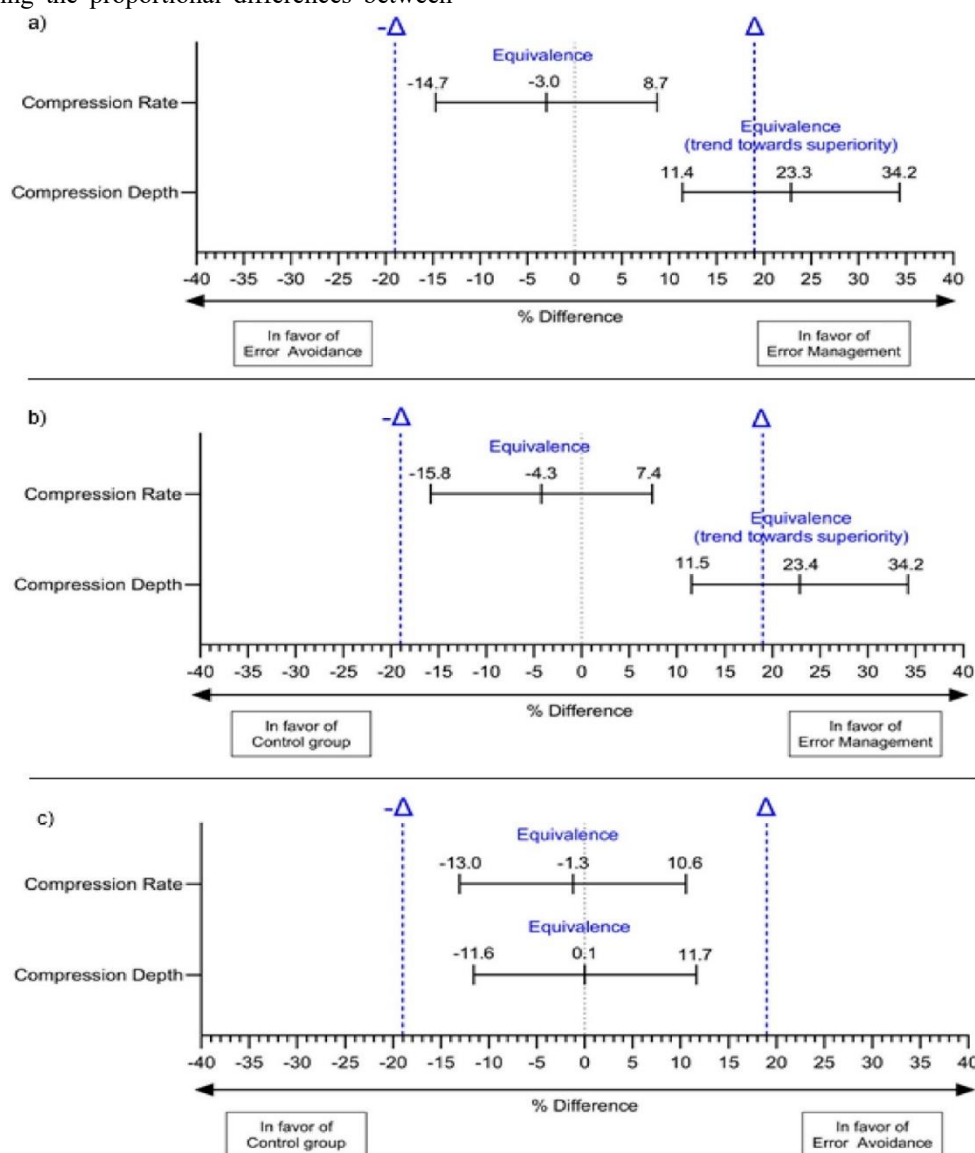 ing the proportional differences between
a)
-Δ Δ
Equivalence
-14.7 -3.0 8.7
Compression Rate
Equivalence
(trend towards superiority)
11.4 23.3 34.2
Compression Depth
-40 -35 -30 -25 -20 -15 -10 -5 0 5 10 15 20 25 30 35 40
% Difference
In favor of
Error Avoidance
In favor of
Error Management
b)
-Δ Δ
Equivalence
-15.8 -4.3 7.4
Compression Rate
Equivalence
(trend towards superiority)
11.5 23.4 34.2
Compression Depth
-40 -35 -30 -25 -20 -15 -10 -5 0 5 10 15 20 25 30 35 40
% Difference
In favor of
Control group
In favor of
Error Management
c)
-Δ Δ
Equivalence
-13.0 -1.3 10.6
Compression Rate
Equivalence
-11.6 0.1 11.7
Compression Depth
-40 -35 -30 -25 -20 -15 -10 -5 0 5 10 15 20 25 30 35 40
% Difference
In favor of
Control group
In favor of
Error Avoidance